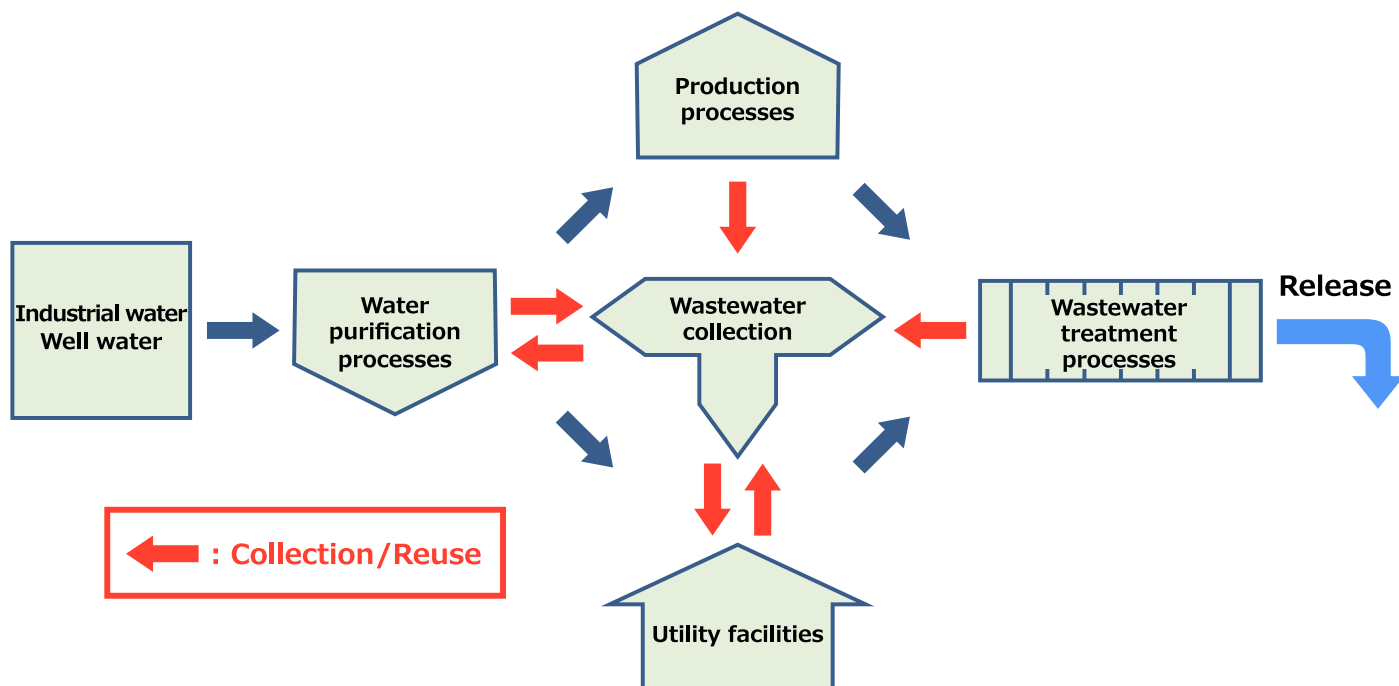 Production
processes
Industrial water
Well water
Water
purification
processes
Wastewater
collection
Wastewater
treatment
processes
Release
: Collection/Reuse
Utility facilities